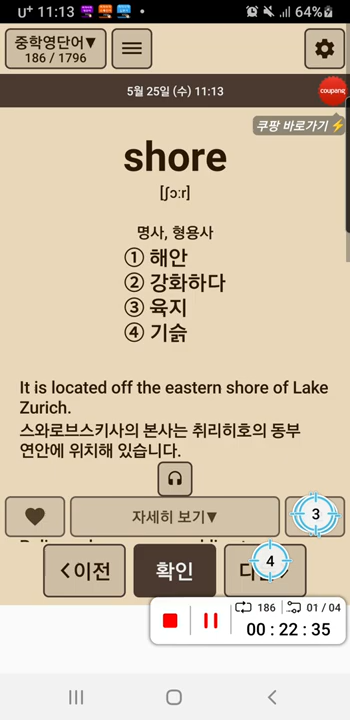 U+ 11:13 64%
중학영단어▼
186 / 1796
5월 25일 (수) 11:13
coupang
쿠팡 바로가기⚡
shore
[ʃɔːr]
명사, 형용사
① 해안
② 강화하다
③ 육지
④ 기슭
It is located off the eastern shore of Lake
Zurich.
스와로브스키사의 본사는 취리히호의 동부
연안에 위치해 있습니다.
자세히 보기▼
3
<이전
확인
4
186 01 / 04
00 : 22 : 35